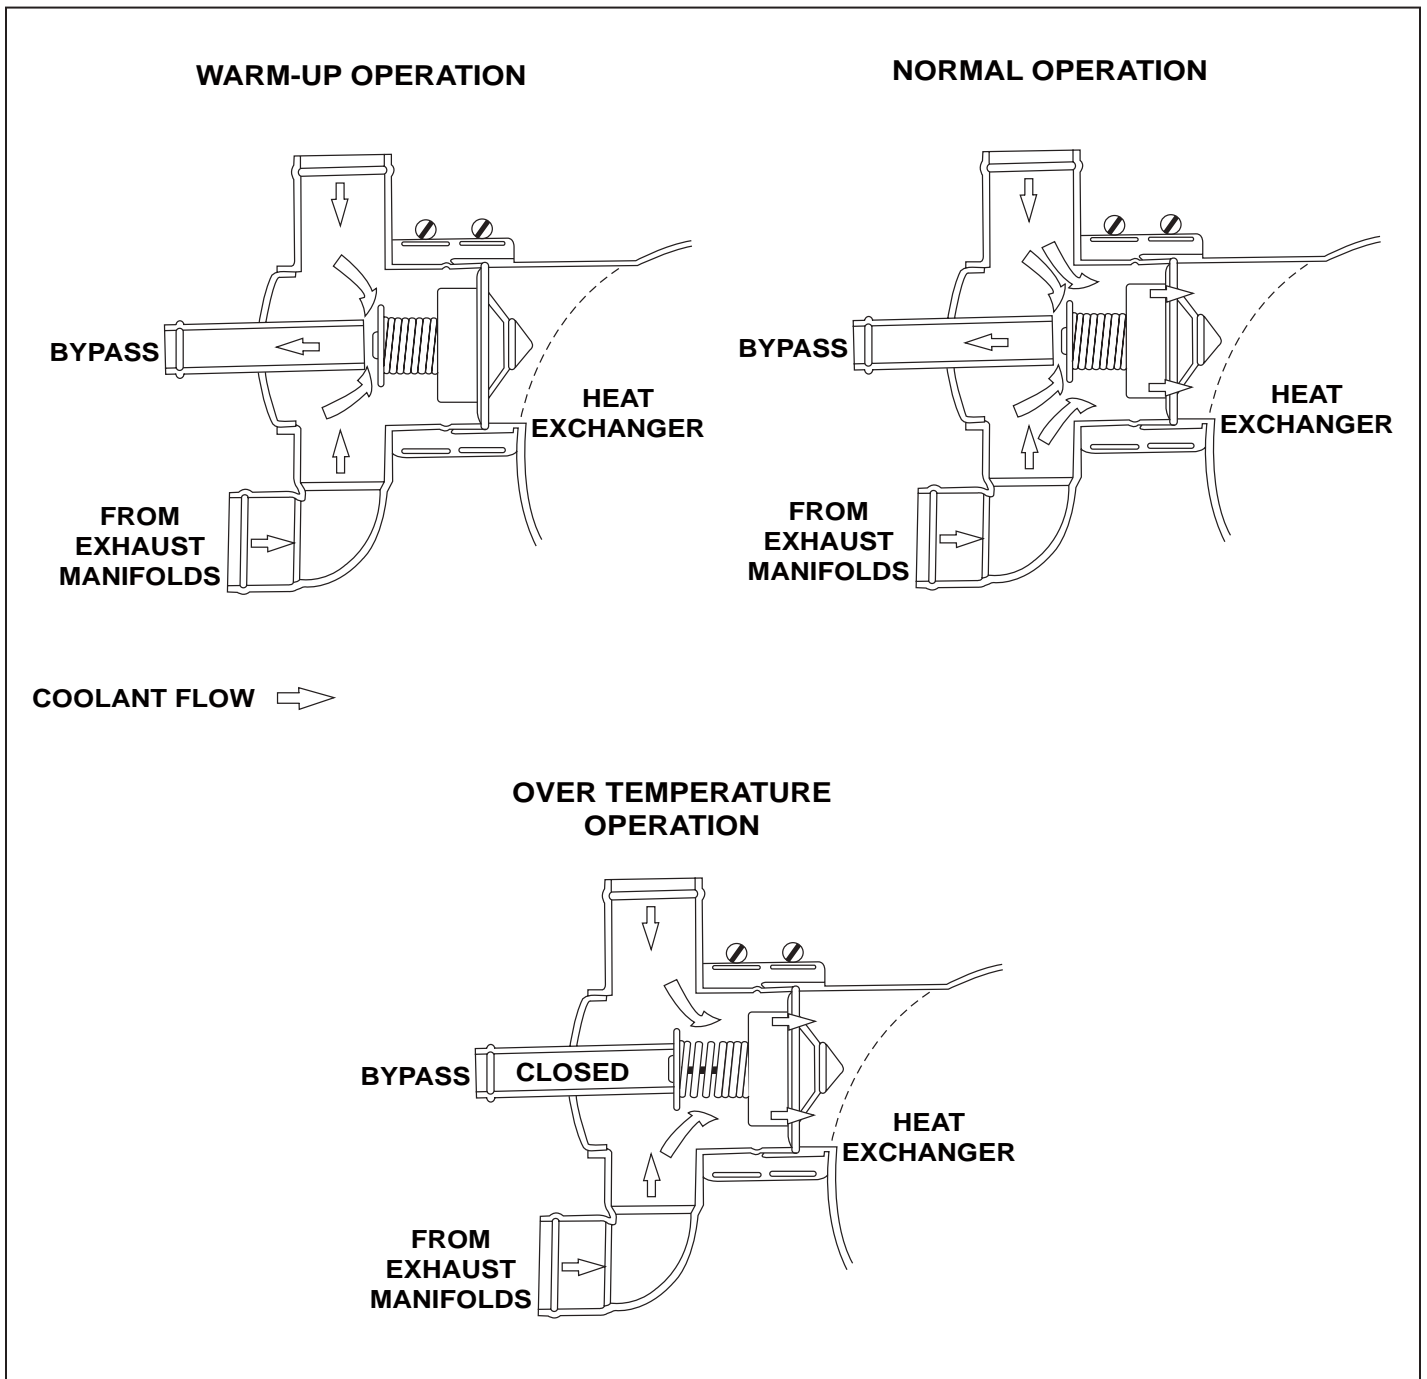 WARM-UP OPERATION
NORMAL OPERATION
BYPASS
HEAT
EXCHANGER
FROM
EXHAUST
MANIFOLDS
BYPASS
HEAT
EXCHANGER
FROM
EXHAUST
MANIFOLDS
COOLANT FLOW
OVER TEMPERATURE
OPERATION
BYPASS
CLOSED
HEAT
EXCHANGER
FROM
EXHAUST
MANIFOLDS